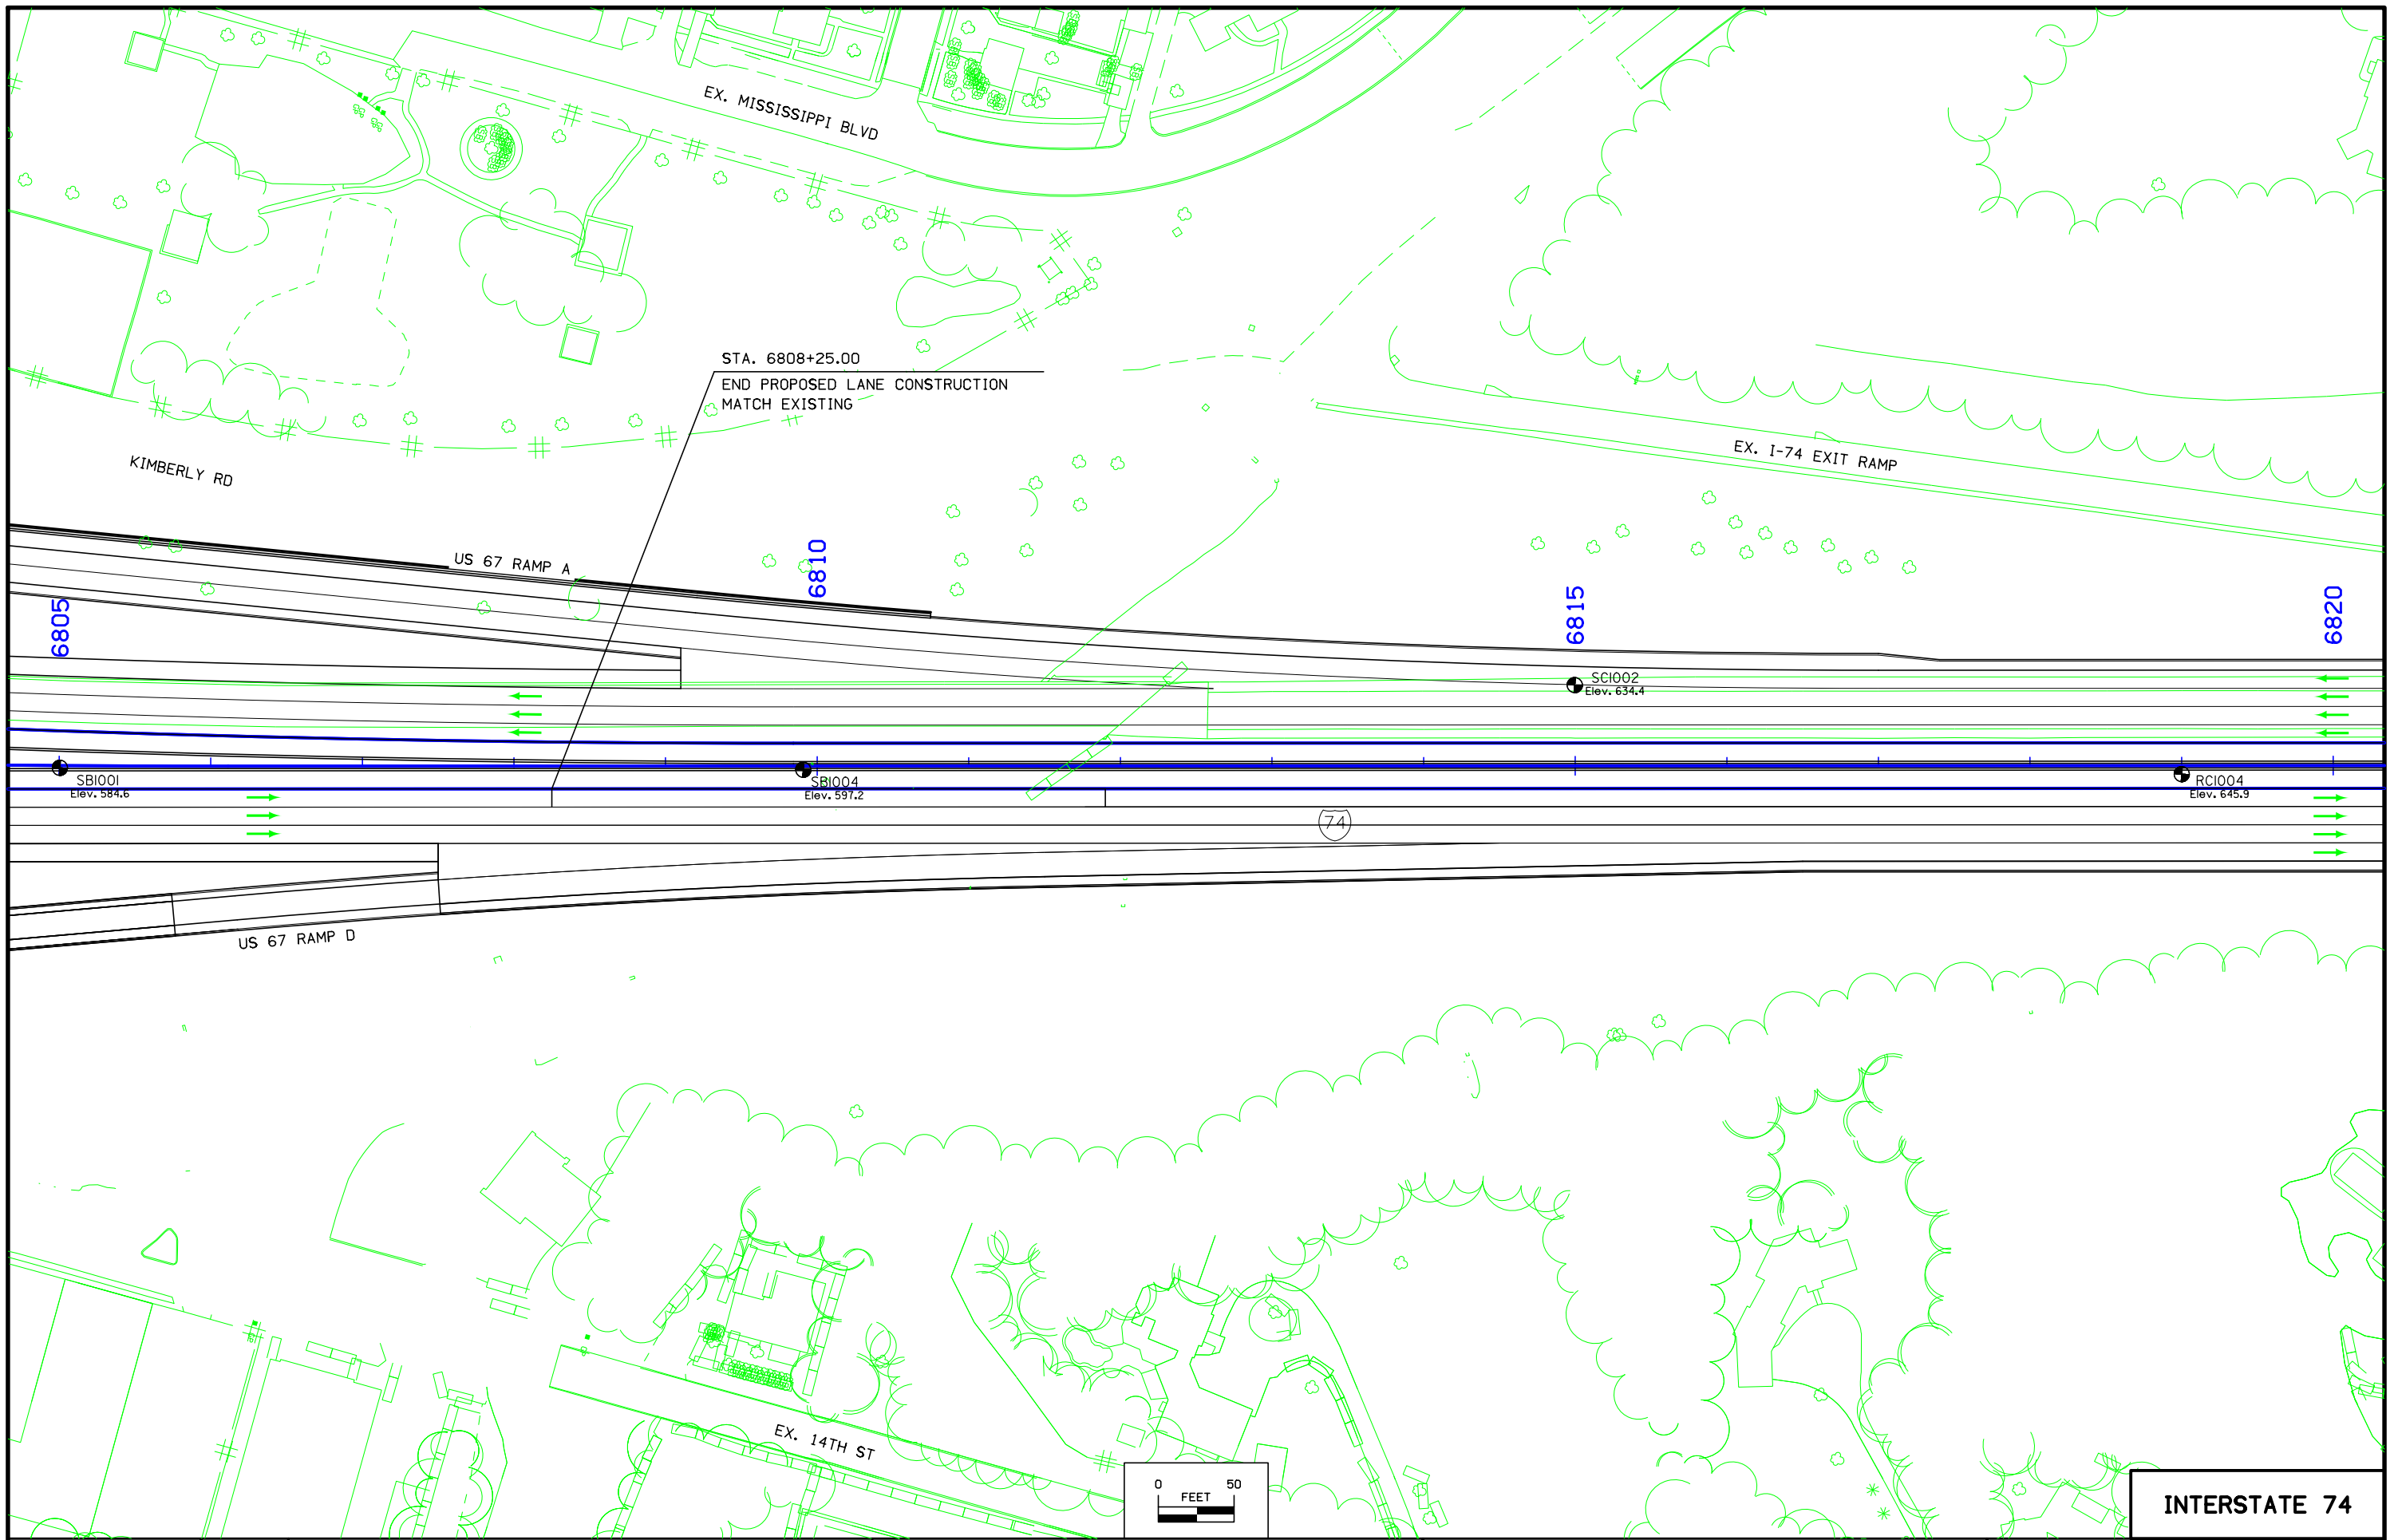 EX. MISSISSIPPI BLVD
STA. 6808+25.00
END PROPOSED LANE CONSTRUCTION
MATCH EXISTING
KIMBERLY RD
EX. I-74 EXIT RAMP
US 67 RAMP A
6805
6810
6815
6820
SCI002
Elev. 634.4
SBI001
Elev. 584.6
SBI004
Elev. 597.2
RCI004
Elev. 645.9
74
US 67 RAMP D
EX. 14TH ST
0 50
FEET
INTERSTATE 74